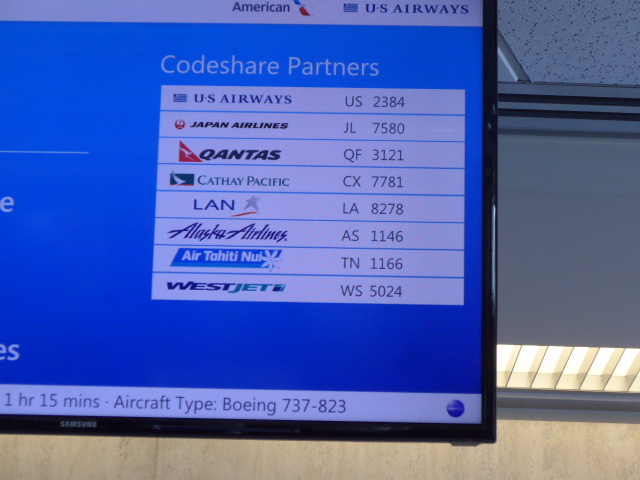 American
U·S AIRWAYS
Codeshare Partners
U·S AIRWAYS US 2384
JAPAN AIRLINES JL 7580
QANTAS QF 3121
CATHAY PACIFIC CX 7781
LAN LA 8278
Alaska Airlines. AS 1146
Air Tahiti Nui TN 1166
WESTJET WS 5024
e
es
1 hr 15 mins · Aircraft Type: Boeing 737-823
SAMSUNG